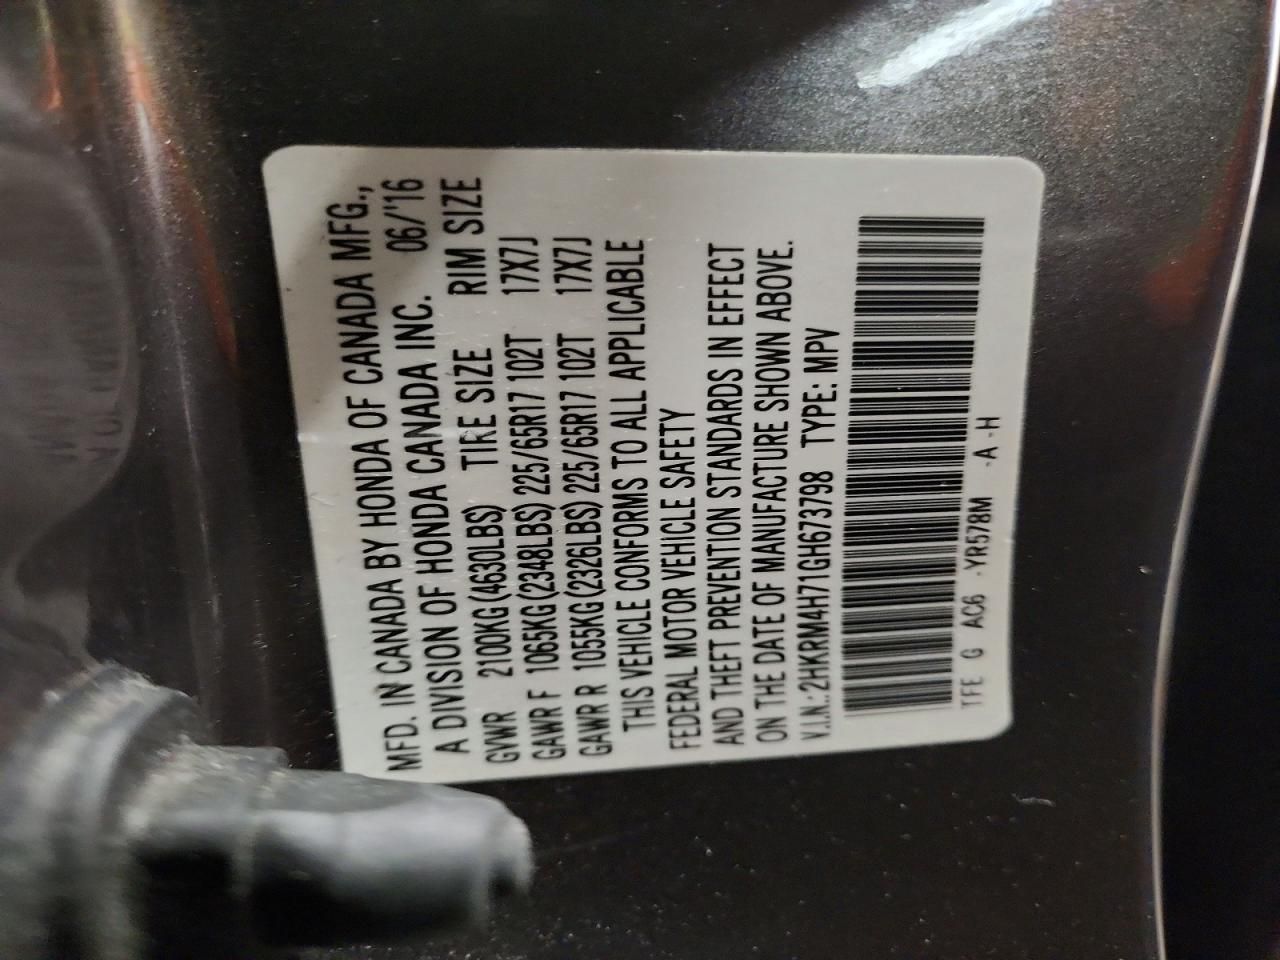 MFD. IN CANADA BY HONDA OF CANADA MFG.,
A DIVISION OF HONDA CANADA INC. 06/'16
GVWR 2100KG (4630LBS) TIRE SIZE RIM SIZE
GAWR F 1065KG (2348LBS) 225/65R17 102T 17X7J
GAWR R 1055KG (2326LBS) 225/65R17 102T 17X7J
THIS VEHICLE CONFORMS TO ALL APPLICABLE
FEDERAL MOTOR VEHICLE SAFETY
AND THEFT PREVENTION STANDARDS IN EFFECT
ON THE DATE OF MANUFACTURE SHOWN ABOVE.
V.I.N.:2HKRM4H71GH673798 TYPE: MPV
TFE G AC6 -YR578M -A -H